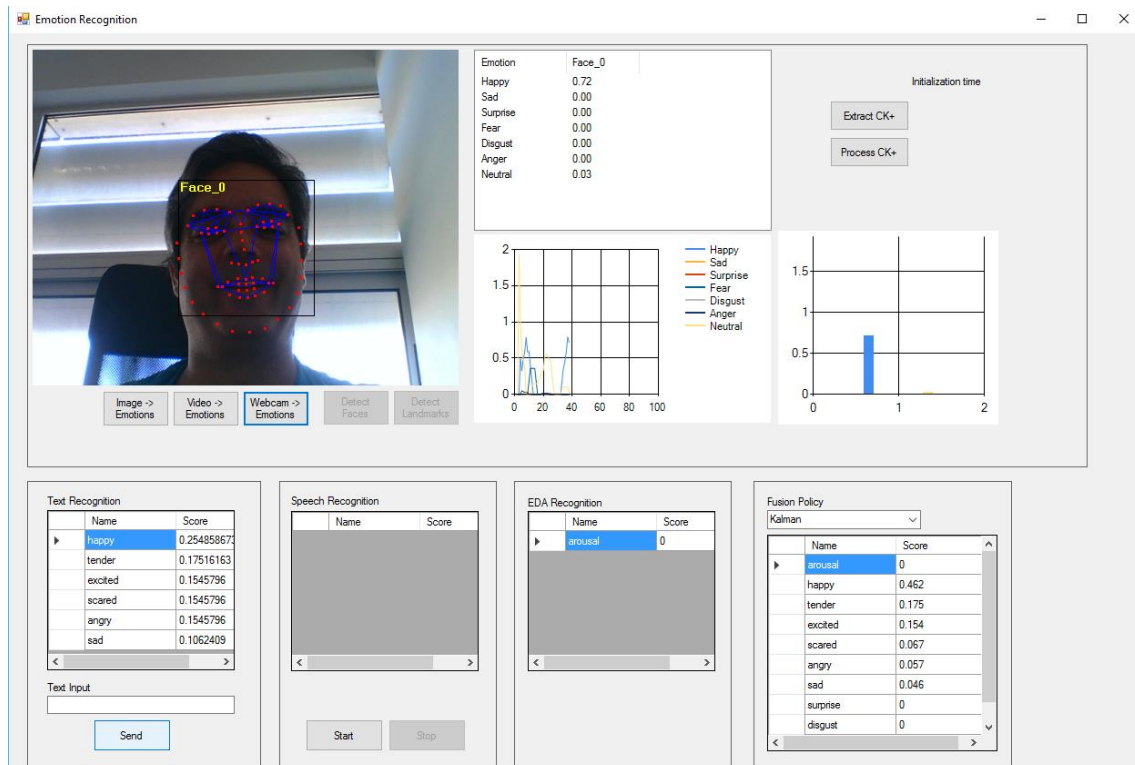 Emotion Recognition
Face_0
Image -> Emotions
Video -> Emotions
Webcam -> Emotions
Detect Faces
Detect Landmarks
Emotion Face_0
Happy 0.72
Sad 0.00
Surprise 0.00
Fear 0.00
Disgust 0.00
Anger 0.00
Neutral 0.03
Initialization time
Extract CK+
Process CK+
2
1.5
1
0.5
0
0 20 40 60 80 100
Happy
Sad
Surprise
Fear
Disgust
Anger
Neutral
1.5
1
0.5
0
0 1 2
Text Recognition
Name Score
happy 0.254858673
tender 0.17516163
excited 0.1545796
scared 0.1545796
angry 0.1545796
sad 0.1062409
Text Input
Send
Speech Recognition
Name Score
Start
Stop
EDA Recognition
Name Score
arousal 0
Fusion Policy
Kalman
Name Score
arousal 0
happy 0.462
tender 0.175
excited 0.154
scared 0.067
angry 0.057
sad 0.046
surprise 0
disgust 0